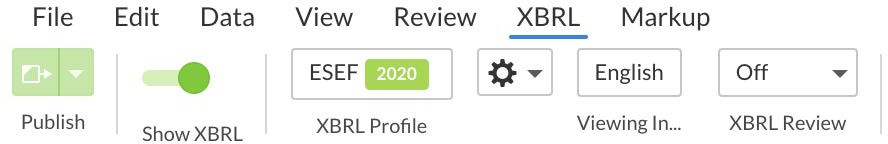 File Edit Data View Review XBRL Markup
ESEF 2020 English Off
Publish Show XBRL XBRL Profile Viewing In... XBRL Review